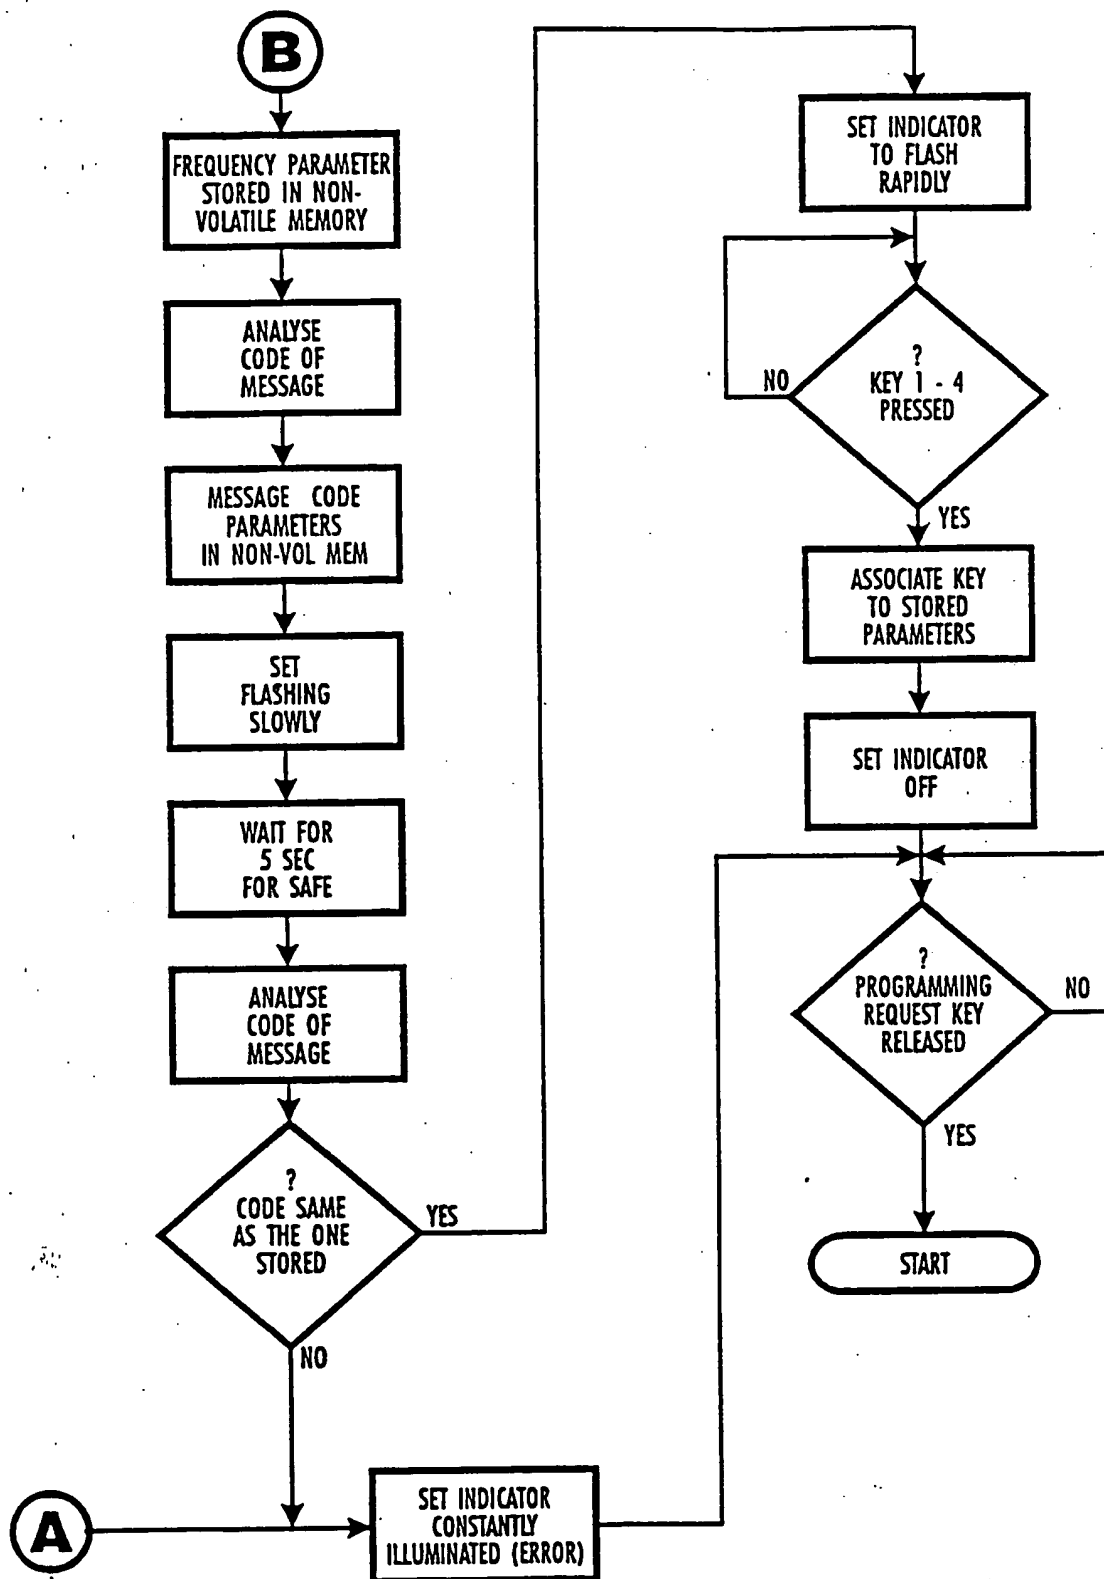 B
FREQUENCY PARAMETER
STORED IN NON-
VOLATILE MEMORY
ANALYSE
CODE OF
MESSAGE
MESSAGE CODE
PARAMETERS
IN NON-VOL MEM
SET
FLASHING
SLOWLY
WAIT FOR
5 SEC
FOR SAFE
ANALYSE
CODE OF
MESSAGE
?
CODE SAME
AS THE ONE
STORED
YES
NO
A
SET INDICATOR
CONSTANTLY
ILLUMINATED (ERROR)
SET INDICATOR
TO FLASH
RAPIDLY
?
KEY 1 - 4
PRESSED
NO
YES
ASSOCIATE KEY
TO STORED
PARAMETERS
SET INDICATOR
OFF
?
PROGRAMMING
REQUEST KEY
RELEASED
NO
YES
START